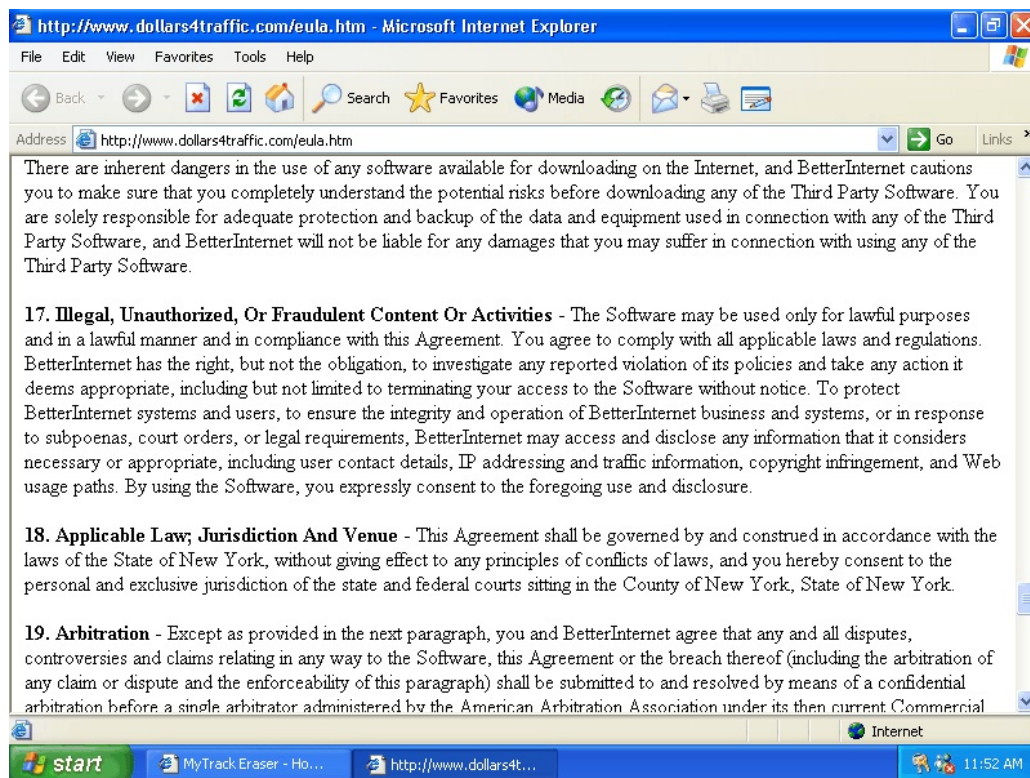 http://www.dollars4traffic.com/eula.htm - Microsoft Internet Explorer
File Edit View Favorites Tools Help
Back Search Favorites Media
Address http://www.dollars4traffic.com/eula.htm Go Links »
There are inherent dangers in the use of any software available for downloading on the Internet, and BetterInternet cautions
you to make sure that you completely understand the potential risks before downloading any of the Third Party Software. You
are solely responsible for adequate protection and backup of the data and equipment used in connection with any of the Third
Party Software, and BetterInternet will not be liable for any damages that you may suffer in connection with using any of the
Third Party Software.
17. Illegal, Unauthorized, Or Fraudulent Content Or Activities - The Software may be used only for lawful purposes
and in a lawful manner and in compliance with this Agreement. You agree to comply with all applicable laws and regulations.
BetterInternet has the right, but not the obligation, to investigate any reported violation of its policies and take any action it
deems appropriate, including but not limited to terminating your access to the Software without notice. To protect
BetterInternet systems and users, to ensure the integrity and operation of BetterInternet business and systems, or in response
to subpoenas, court orders, or legal requirements, BetterInternet may access and disclose any information that it considers
necessary or appropriate, including user contact details, IP addressing and traffic information, copyright infringement, and Web
usage paths. By using the Software, you expressly consent to the foregoing use and disclosure.
18. Applicable Law; Jurisdiction And Venue - This Agreement shall be governed by and construed in accordance with the
laws of the State of New York, without giving effect to any principles of conflicts of laws, and you hereby consent to the
personal and exclusive jurisdiction of the state and federal courts sitting in the County of New York, State of New York.
19. Arbitration - Except as provided in the next paragraph, you and BetterInternet agree that any and all disputes,
controversies and claims relating in any way to the Software, this Agreement or the breach thereof (including the arbitration of
any claim or dispute and the enforceability of this paragraph) shall be submitted to and resolved by means of a confidential
arbitration before a single arbitrator administered by the American Arbitration Association under its then current Commercial
Internet
start MyTrack Eraser - Ho... http://www.dollars4t... 11:52 AM